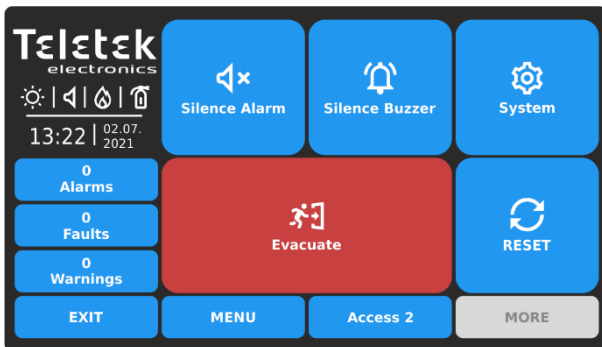 Teletek
electronics
13:22
02.07.
2021
0
Alarms
0
Faults
0
Warnings
Silence Alarm
Silence Buzzer
System
Evacuate
RESET
EXIT
MENU
Access 2
MORE